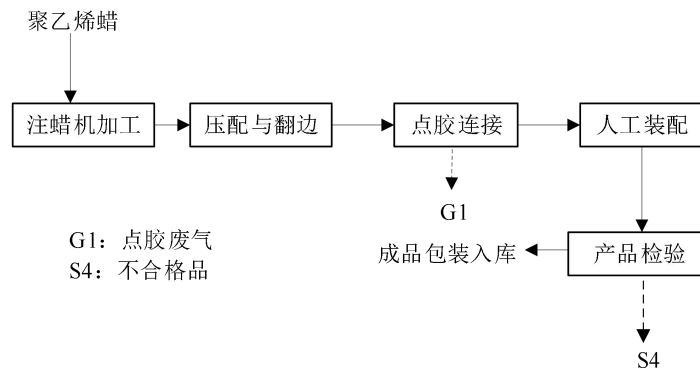 聚乙烯蜡
注蜡机加工
压配与翻边
点胶连接
人工装配
G1
G1：点胶废气
S4：不合格品
成品包装入库
产品检验
S4